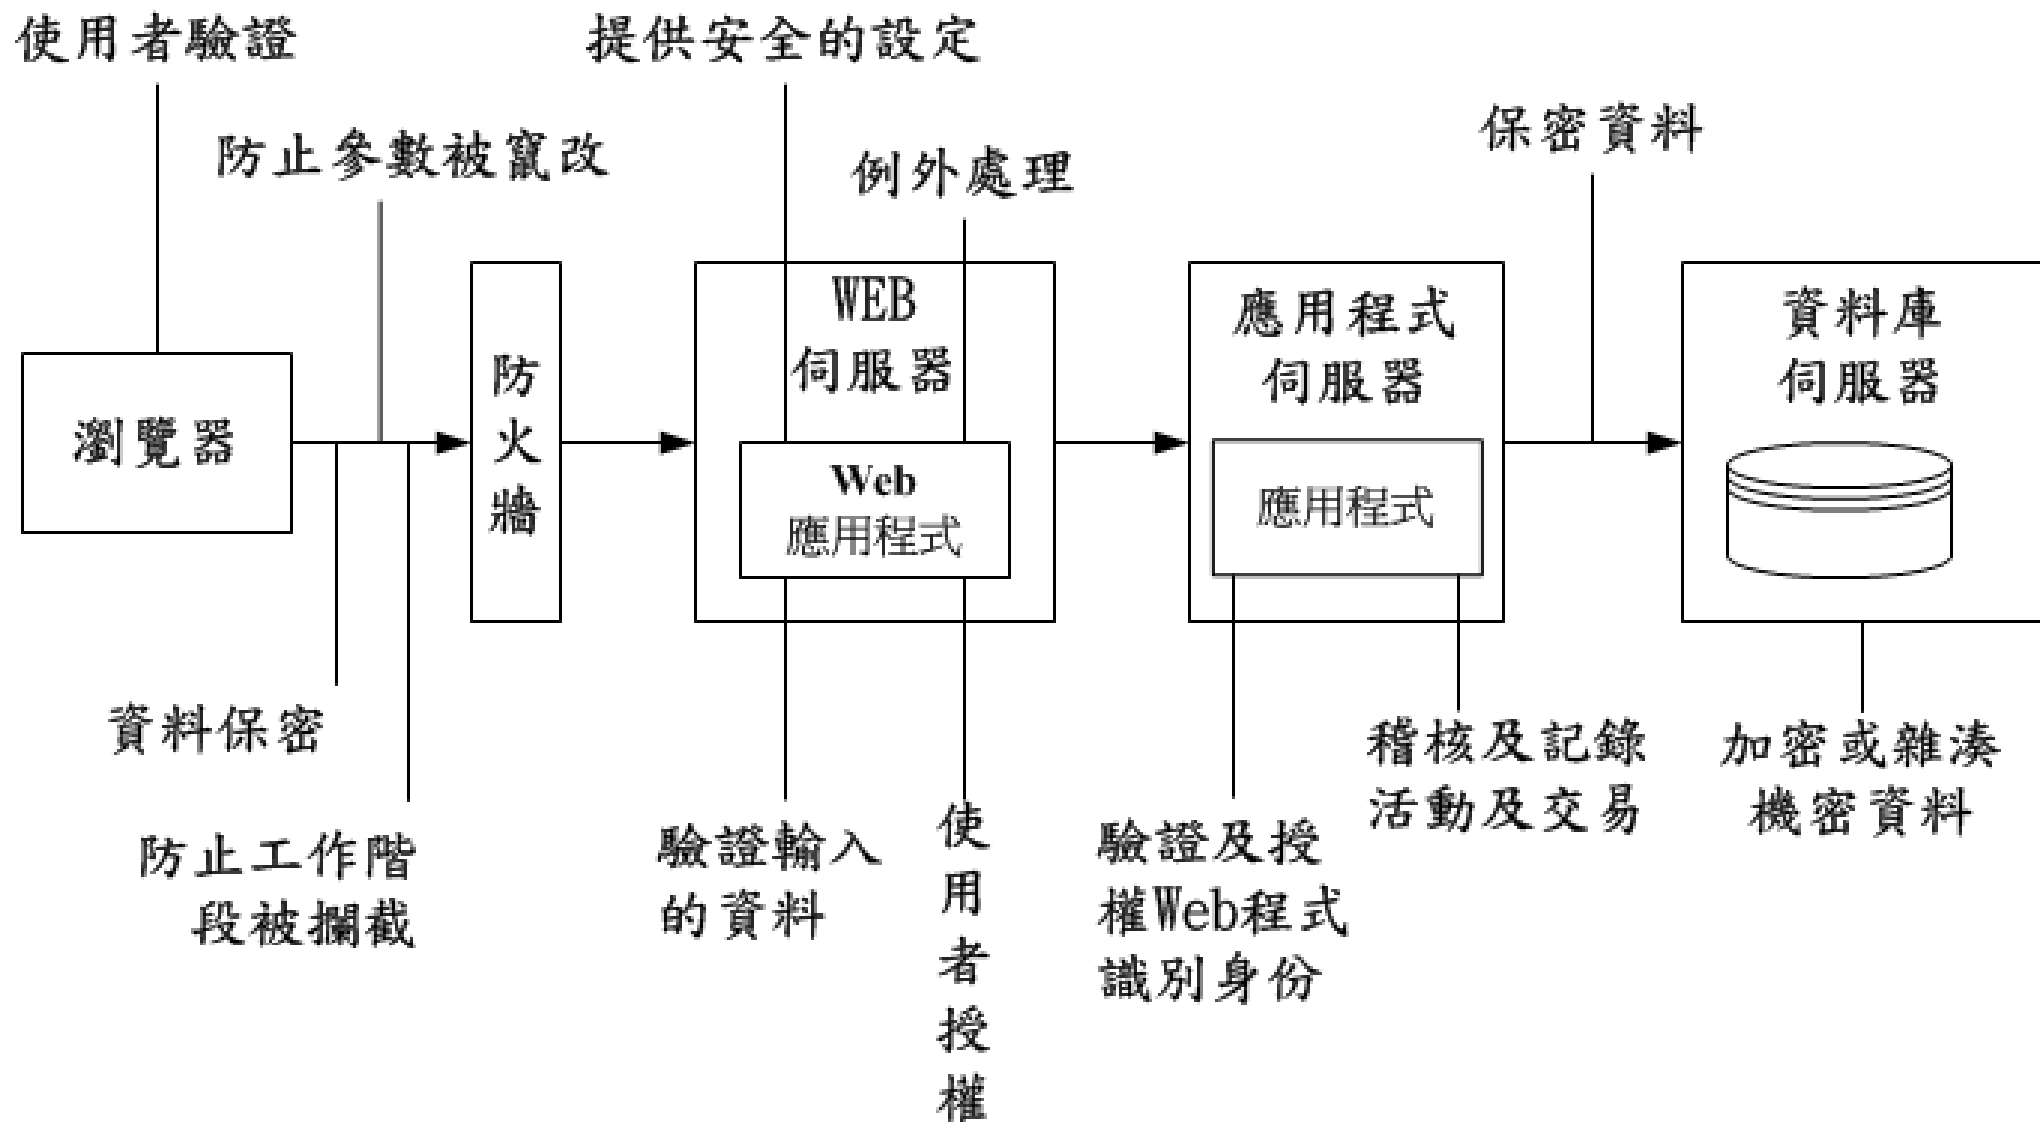 使用者驗證
提供安全的設定
防止參數被竄改
例外處理
保密資料
瀏覽器
防火牆
WEB
伺服器
Web
應用程式
應用程式
伺服器
應用程式
資料庫
伺服器
資料保密
防止工作階
段被攔截
驗證輸入
的資料
使用者授權
驗證及授
權Web程式
識別身份
稽核及記錄
活動及交易
加密或雜湊
機密資料